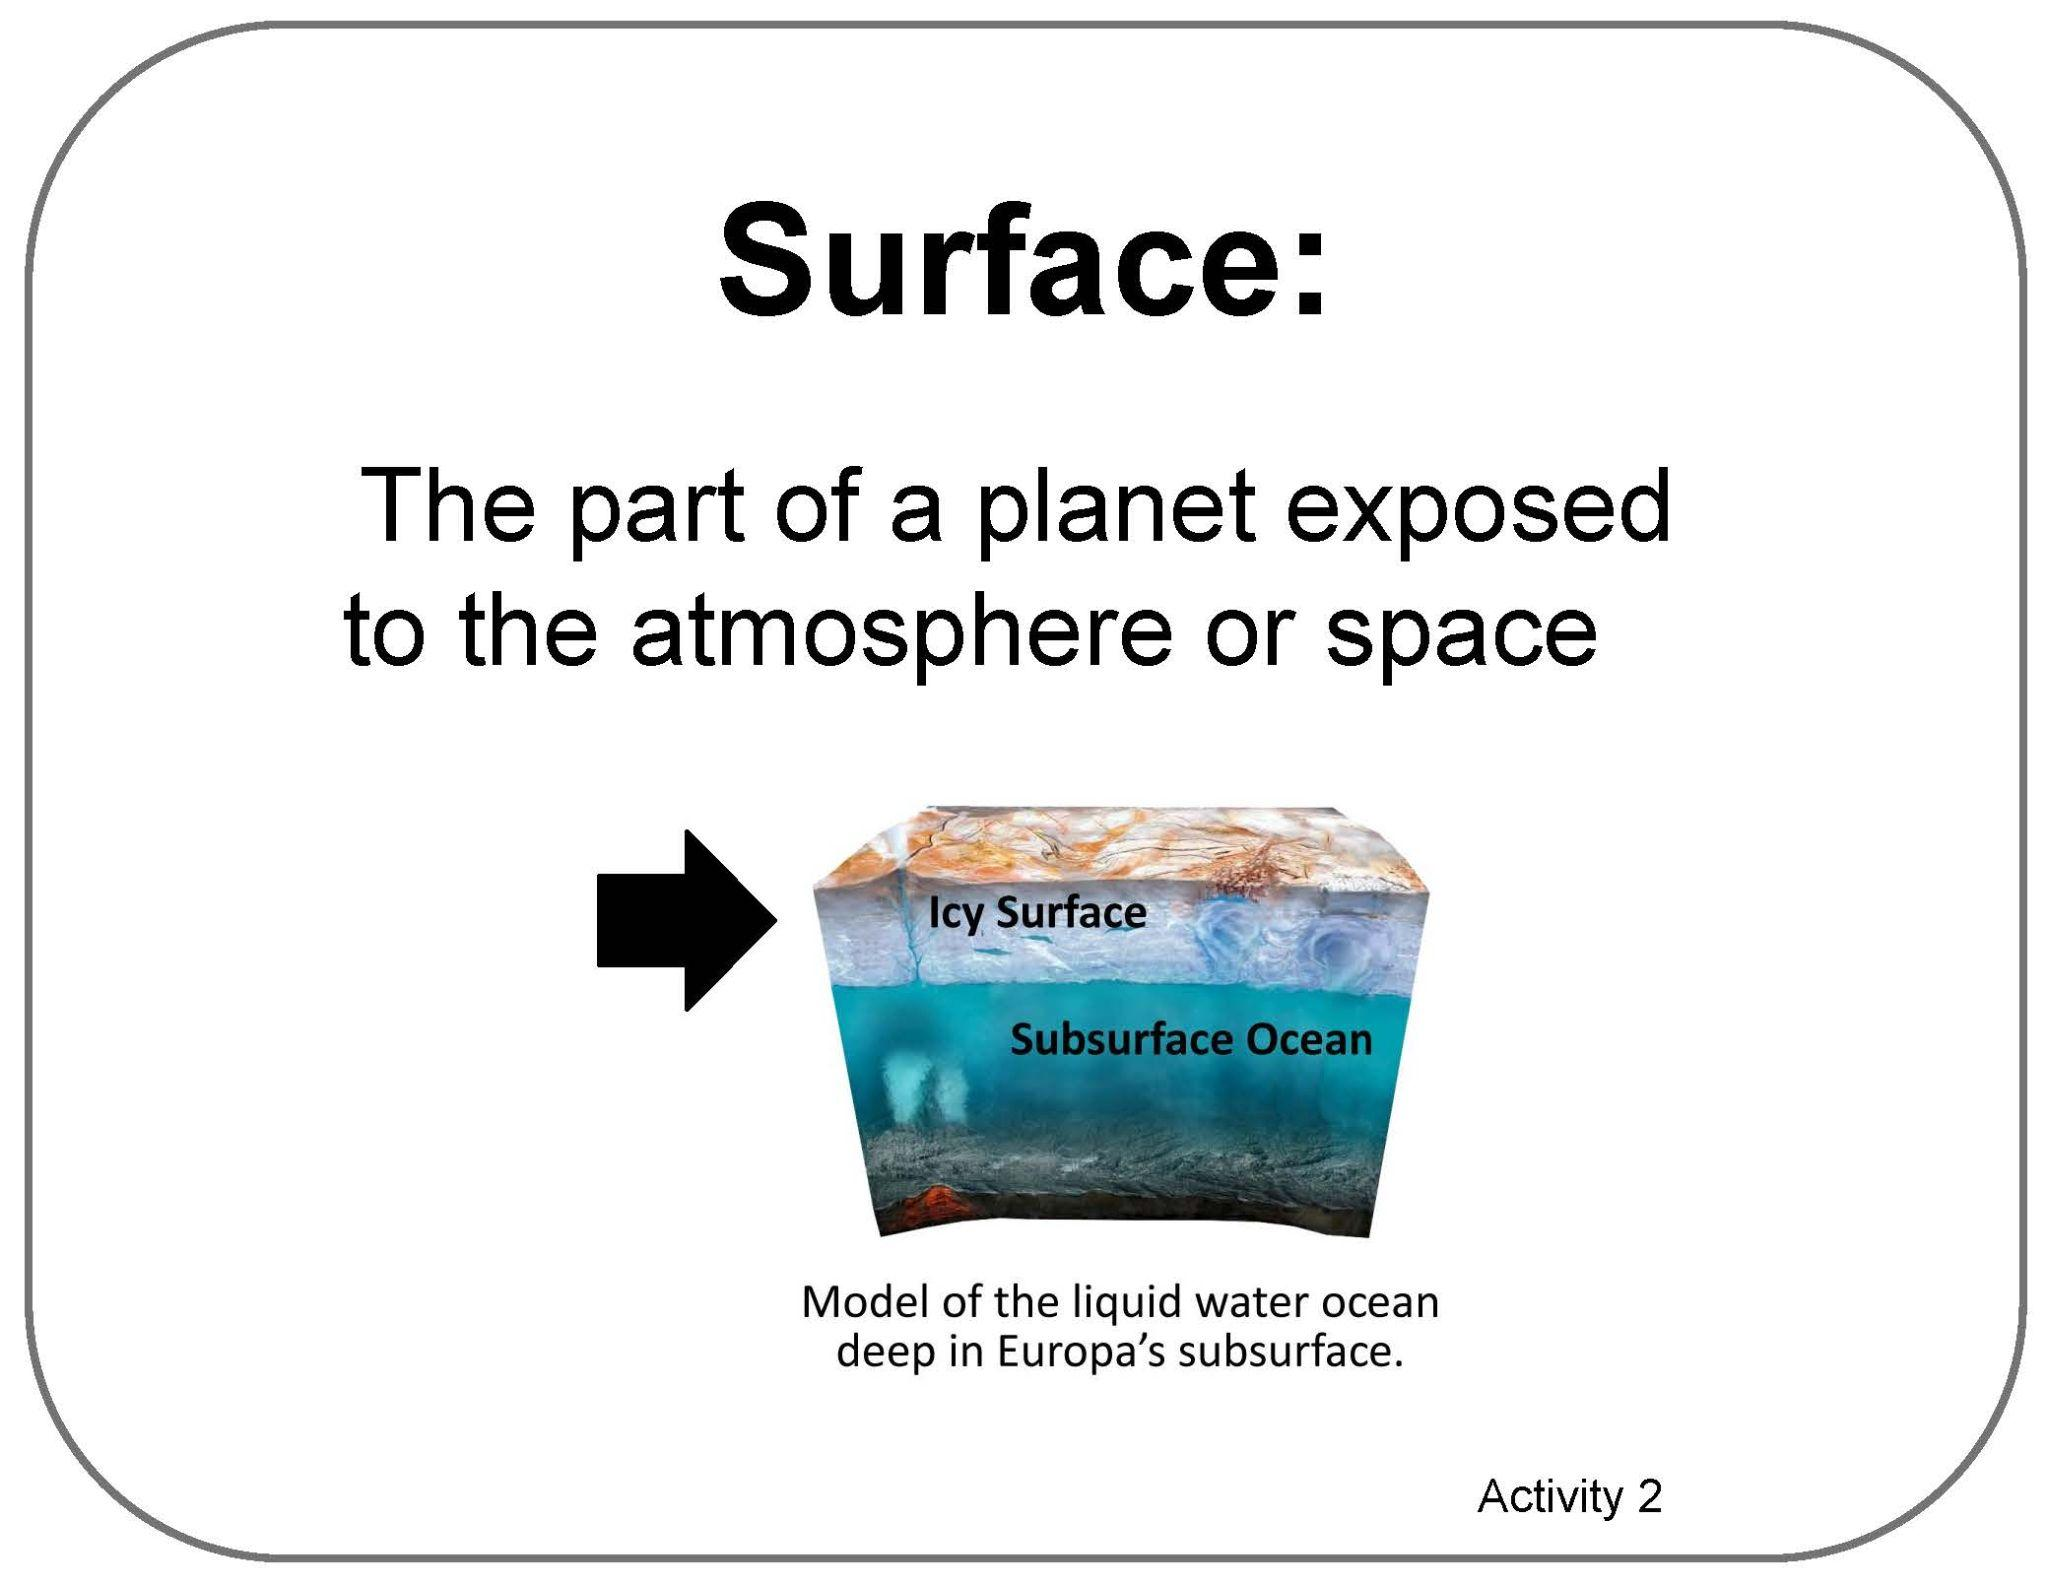 Surface:
The part of a planet exposed
to the atmosphere or space
Icy Surface
Subsurface Ocean
Model of the liquid water ocean
deep in Europa’s subsurface.
Activity 2